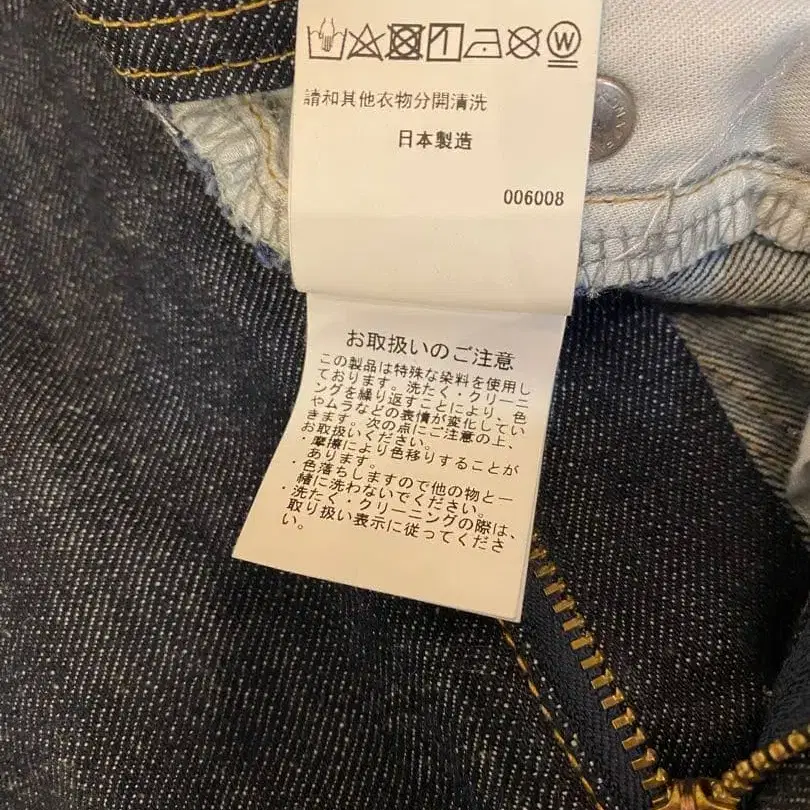 請和其他衣物分開清洗
日本製造
006008
お取扱いのご注意
この製品は特殊な染料を使用し
ております。洗たく・クリーニ
ングを繰り返すことにより、色
やムラなどの表情が変化してい
きます。次の点にご注意の上、
お取扱いください。
・摩擦により色移りすることが
あります。
・色落ちしますので他の物と一
緒に洗わないでください。
・洗たく・クリーニングの際は、
取り扱い表示に従ってくださ
い。